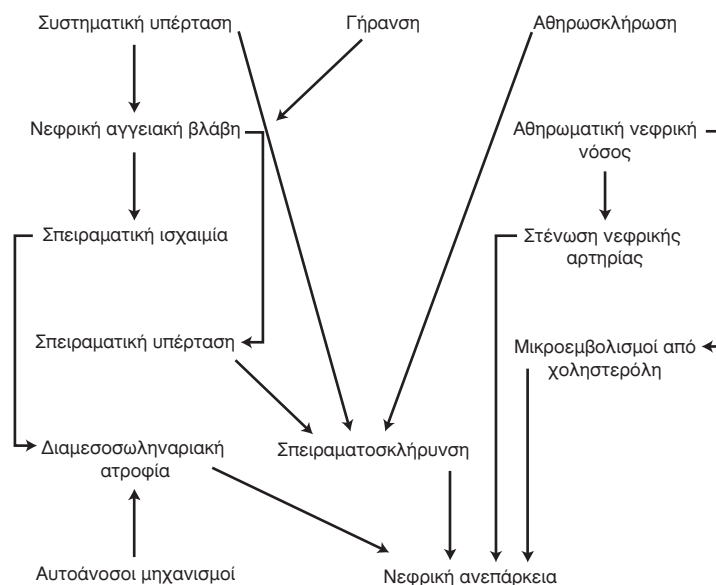 Συστηματική υπέρταση
Γήρανση
Αθηρωσκλήρωση
Νεφρική αγγειακή βλάβη
Αθηρωματική νεφρική
νόσος
Σπειραματική ισχαιμία
Στένωση νεφρικής
αρτηρίας
Σπειραματική υπέρταση
Μικροεμβολισμοί από
χοληστερόλη
Διαμεσοσωληναριακή
ατροφία
Σπειραματοσκλήρυνση
Αυτοάνοσοι μηχανισμοί
Νεφρική ανεπάρκεια